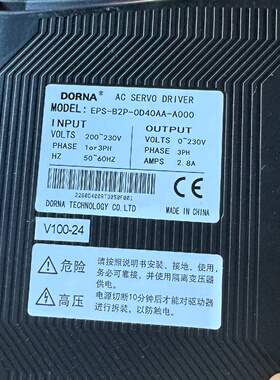 DORNA® AC SERVO DRIVER
MODEL: EPS-B2P-0D40AA-A000
INPUT OUTPUT
VOLTS 200~230V VOLTS 0~230V
PHASE 1or3PH PHASE 3PH
HZ 50~60HZ AMPS 2.8A
DORNA TECHNOLOGY CO.LTD MADE IN CHINA
V100-24
危险
请按照说明书安装、接地、使用,
务必可靠接,并使用隔离变压器
供电。
高压
电源切断10分钟后才能对驱动器
进行拆装,以防触电。